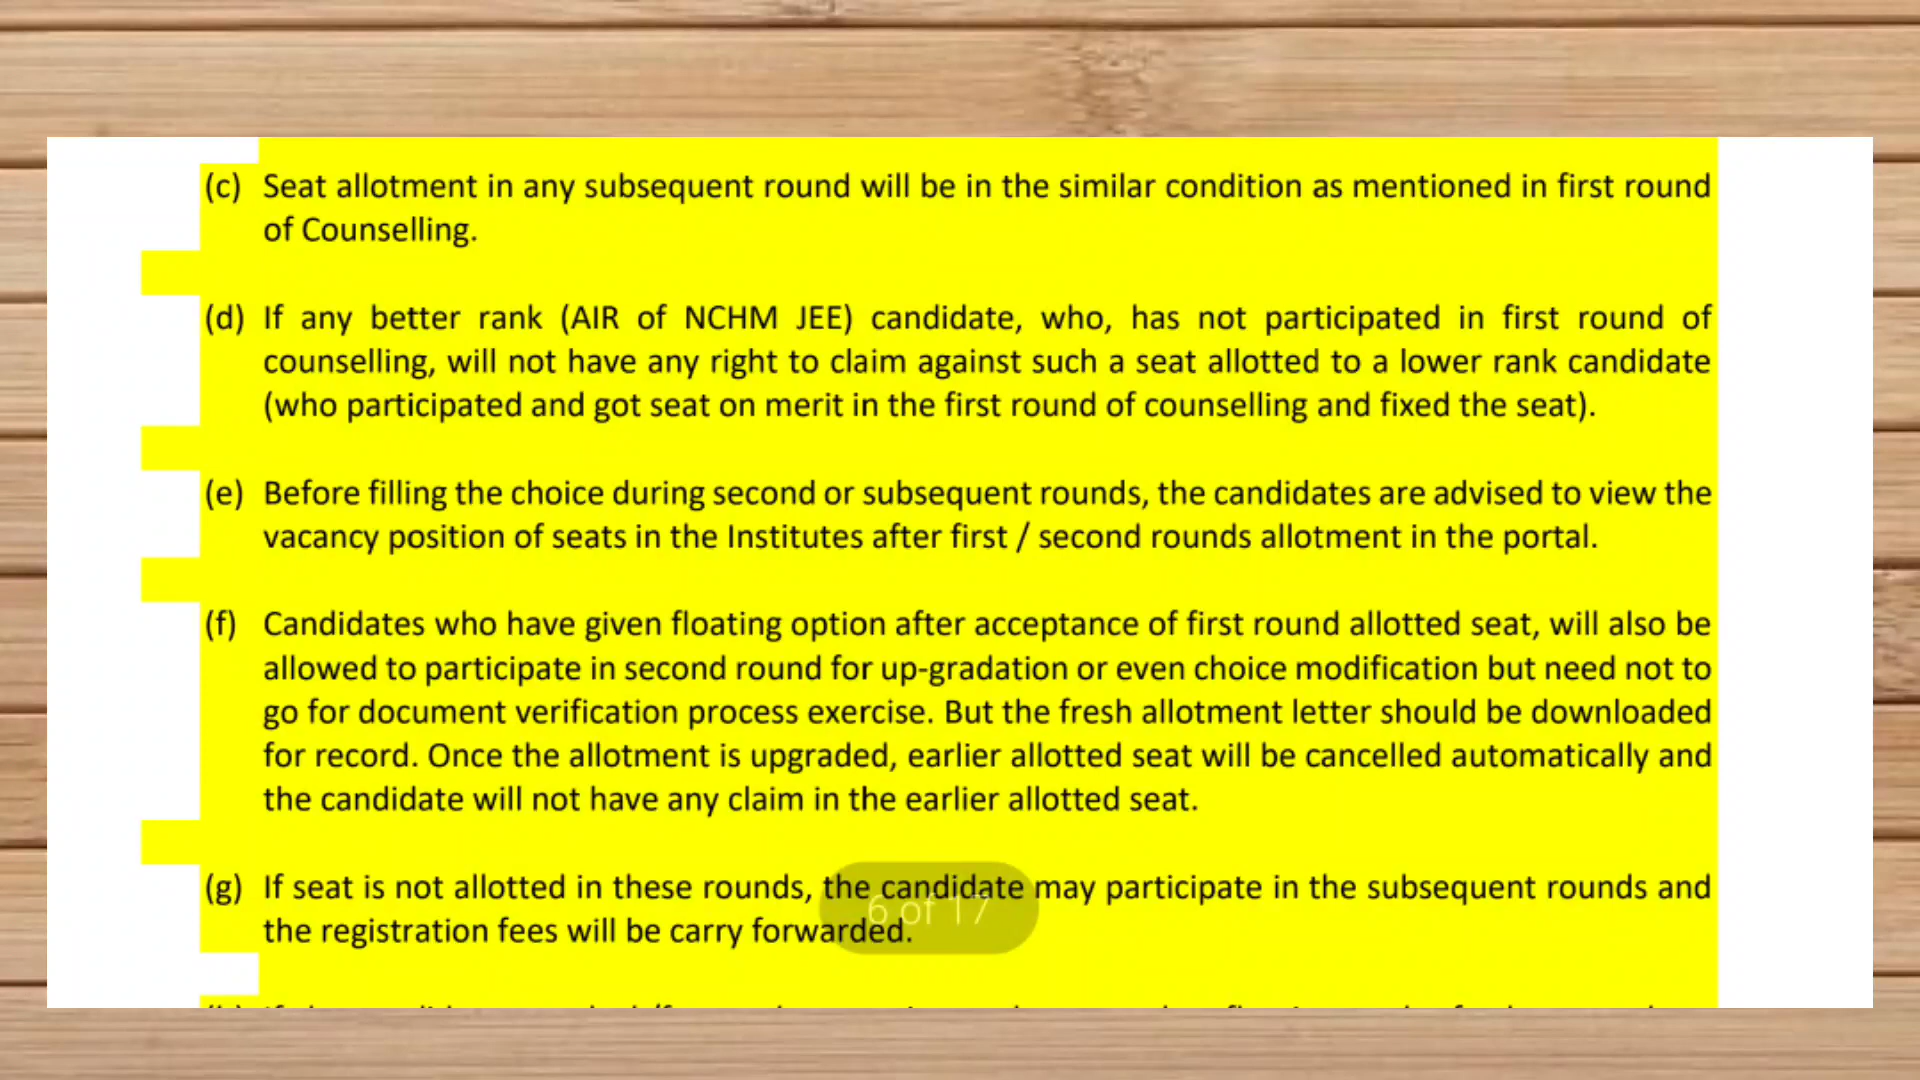 (c) Seat allotment in any subsequent round will be in the similar condition as mentioned in first round
of Counselling.
(d) If any better rank (AIR of NCHM JEE) candidate, who, has not participated in first round of
counselling, will not have any right to claim against such a seat allotted to a lower rank candidate
(who participated and got seat on merit in the first round of counselling and fixed the seat).
(e) Before filling the choice during second or subsequent rounds, the candidates are advised to view the
vacancy position of seats in the Institutes after first / second rounds allotment in the portal.
(f) Candidates who have given floating option after acceptance of first round allotted seat, will also be
allowed to participate in second round for up-gradation or even choice modification but need not to
go for document verification process exercise. But the fresh allotment letter should be downloaded
for record. Once the allotment is upgraded, earlier allotted seat will be cancelled automatically and
the candidate will not have any claim in the earlier allotted seat.
(g) If seat is not allotted in these rounds, the candidate may participate in the subsequent rounds and
6 of 17
the registration fees will be carry forwarded.